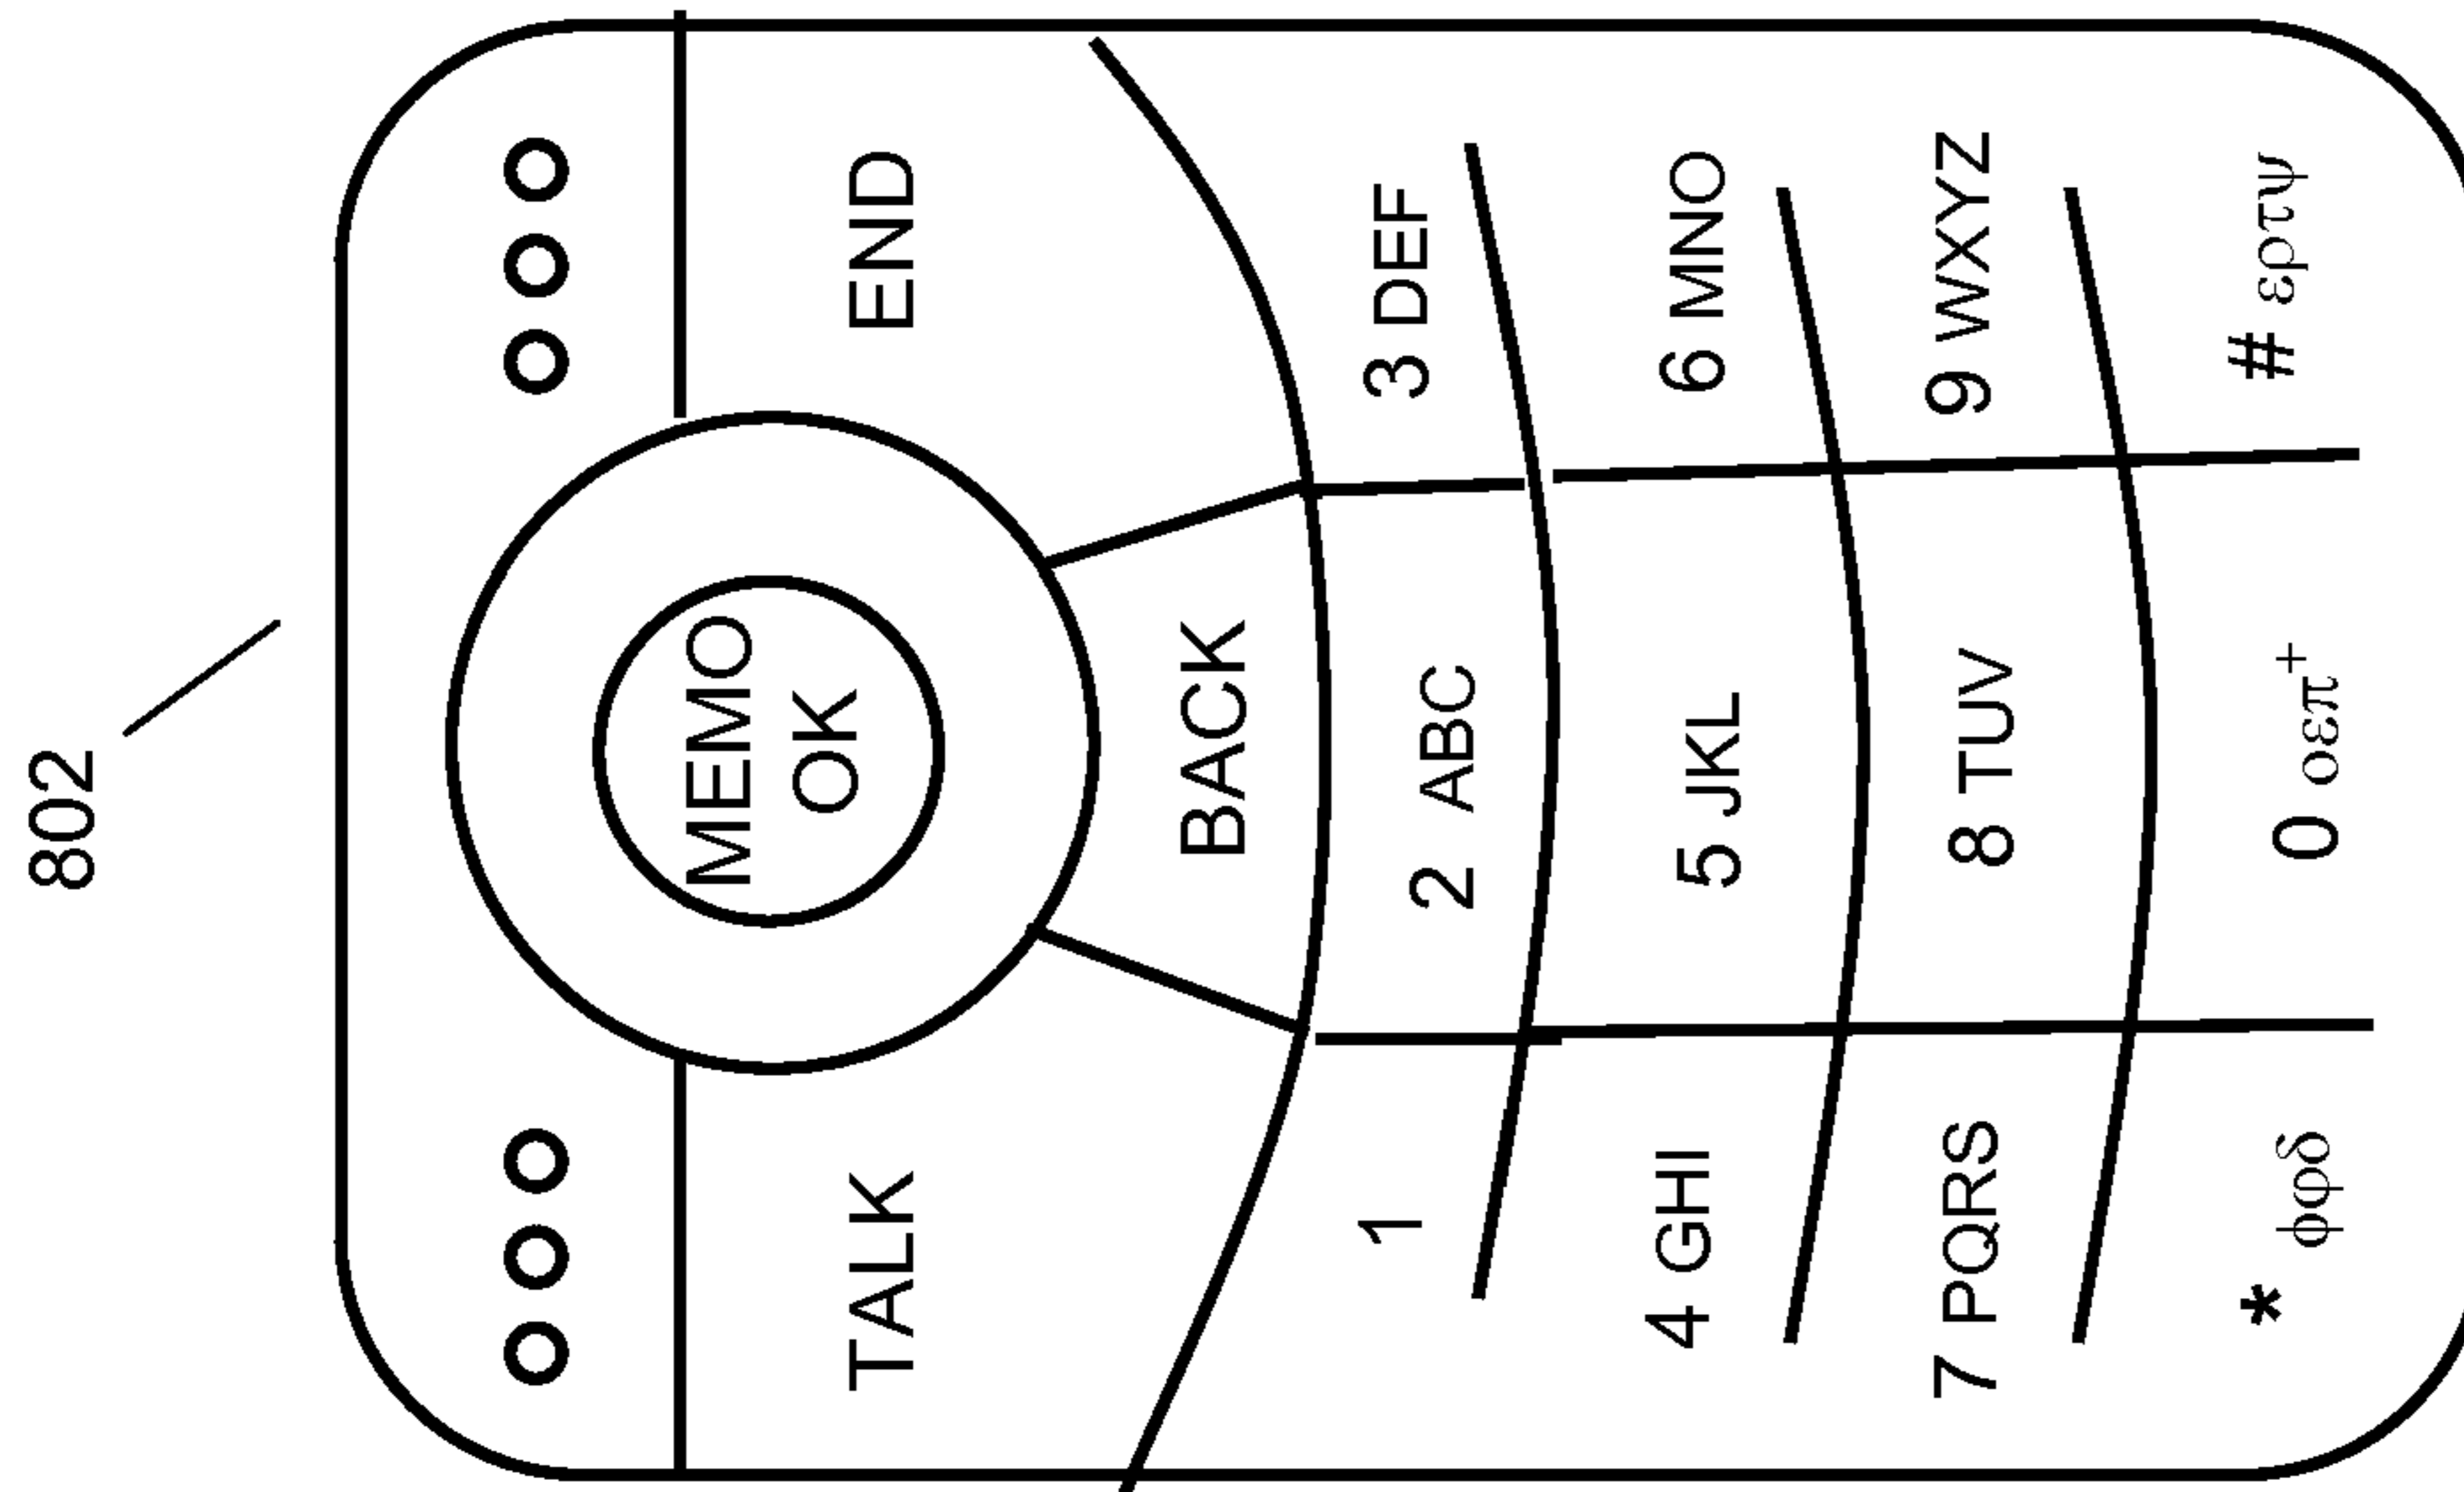 802
MEMO
OK
TALK
END
BACK
1
2 ABC
3 DEF
4 GHI
5 JKL
6 MNO
7 PQRS
8 TUV
9 WXYZ
* φφδ
0 οεπ+
# ερπψ